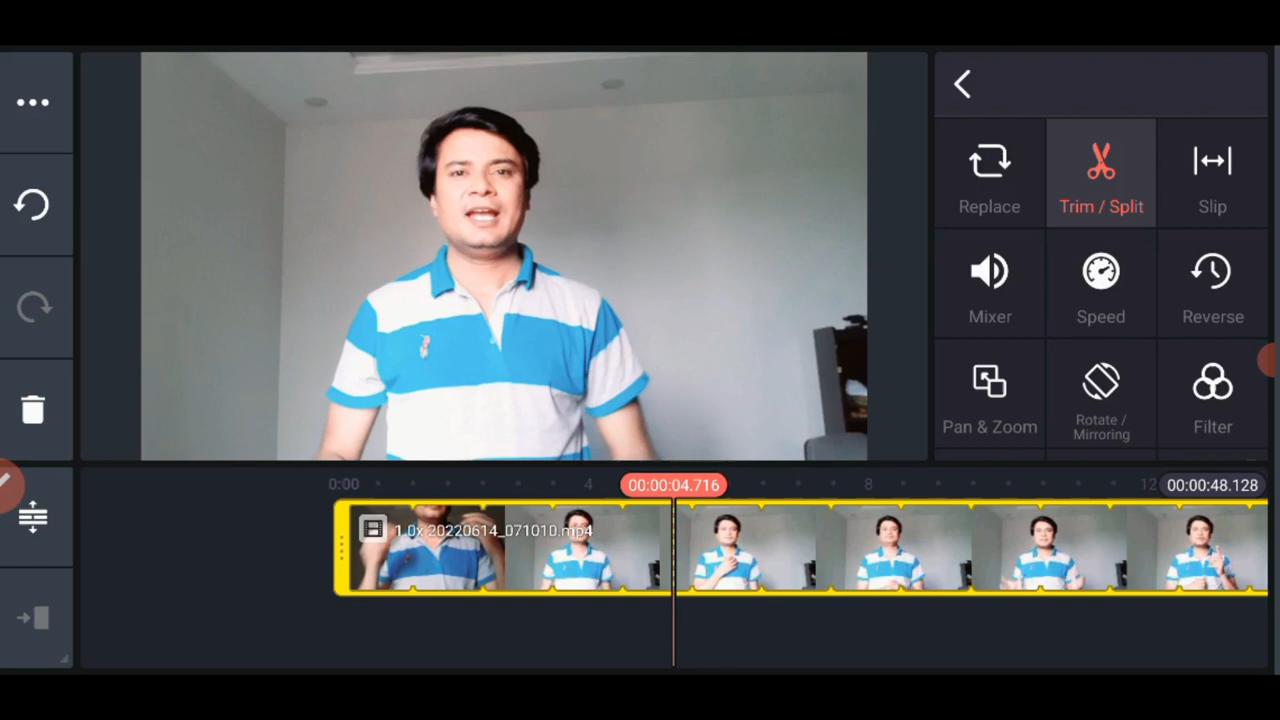 Replace
Trim / Split
Slip
Mixer
Speed
Reverse
Pan & Zoom
Rotate /
Mirroring
Filter
0:00
4
00:00:04.716
8
12
00:00:48.128
1.0x 20220614_071010.mp4